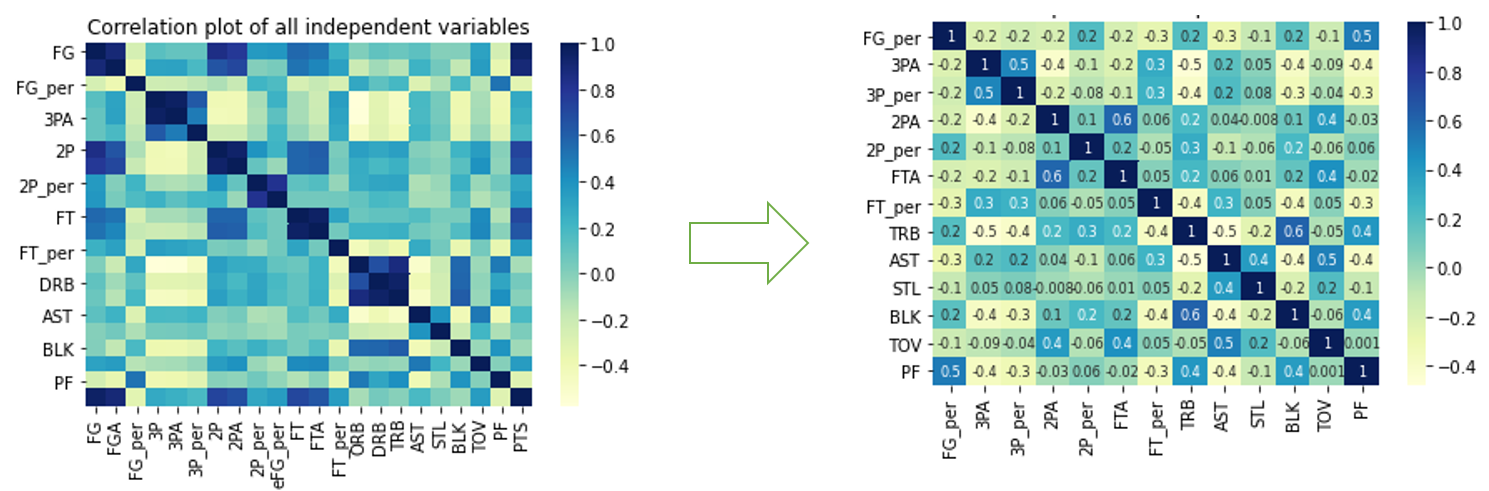 Correlation plot of all independent variables
FG
FG_per
3PA
2P
2P_per
FT
FT_per
DRB
AST
BLK
PF
FG
FGA
FG_per
3P
3PA
3P_per
2P
2PA
2P_per
eFG_per
FT
FTA
FT_per
ORB
DRB
TRB
AST
STL
BLK
TOV
PF
PTS
1.0
0.8
0.6
0.4
0.2
0.0
−0.2
−0.4
FG_per 1 -0.2 -0.2 -0.2 0.2 -0.2 -0.3 0.2 -0.3 -0.1 0.2 -0.1 0.5
3PA -0.2 1 0.5 -0.4 -0.1 -0.2 0.3 -0.5 0.2 0.05 -0.4 -0.09 -0.4
3P_per -0.2 0.5 1 -0.2 -0.08 -0.1 0.3 -0.4 0.2 0.08 -0.3 -0.04 -0.3
2PA -0.2 -0.4 -0.2 1 0.1 0.6 0.06 0.2 0.04 -0.008 0.1 0.4 -0.03
2P_per 0.2 -0.1 -0.08 0.1 1 0.2 -0.05 0.3 -0.1 -0.06 0.2 -0.06 0.06
FTA -0.2 -0.2 -0.1 0.6 0.2 1 0.05 0.2 0.06 0.01 0.2 0.4 -0.02
FT_per -0.3 0.3 0.3 0.06 -0.05 0.05 1 -0.4 0.3 0.05 -0.4 0.05 -0.3
TRB 0.2 -0.5 -0.4 0.2 0.3 0.2 -0.4 1 -0.5 -0.2 0.6 -0.05 0.4
AST -0.3 0.2 0.2 0.04 -0.1 0.06 0.3 -0.5 1 0.4 -0.4 0.5 -0.4
STL -0.1 0.05 0.08 -0.008 -0.06 0.01 0.05 -0.2 0.4 1 -0.2 0.2 -0.1
BLK 0.2 -0.4 -0.3 0.1 0.2 0.2 -0.4 0.6 -0.4 -0.2 1 -0.06 0.4
TOV -0.1 -0.09 -0.04 0.4 -0.06 0.4 0.05 -0.05 0.5 0.2 -0.06 1 0.001
PF 0.5 -0.4 -0.3 -0.03 0.06 -0.02 -0.3 0.4 -0.4 -0.1 0.4 0.001 1
FG_per
3PA
3P_per
2PA
2P_per
FTA
FT_per
TRB
AST
STL
BLK
TOV
PF
1.0
0.8
0.6
0.4
0.2
0.0
−0.2
−0.4